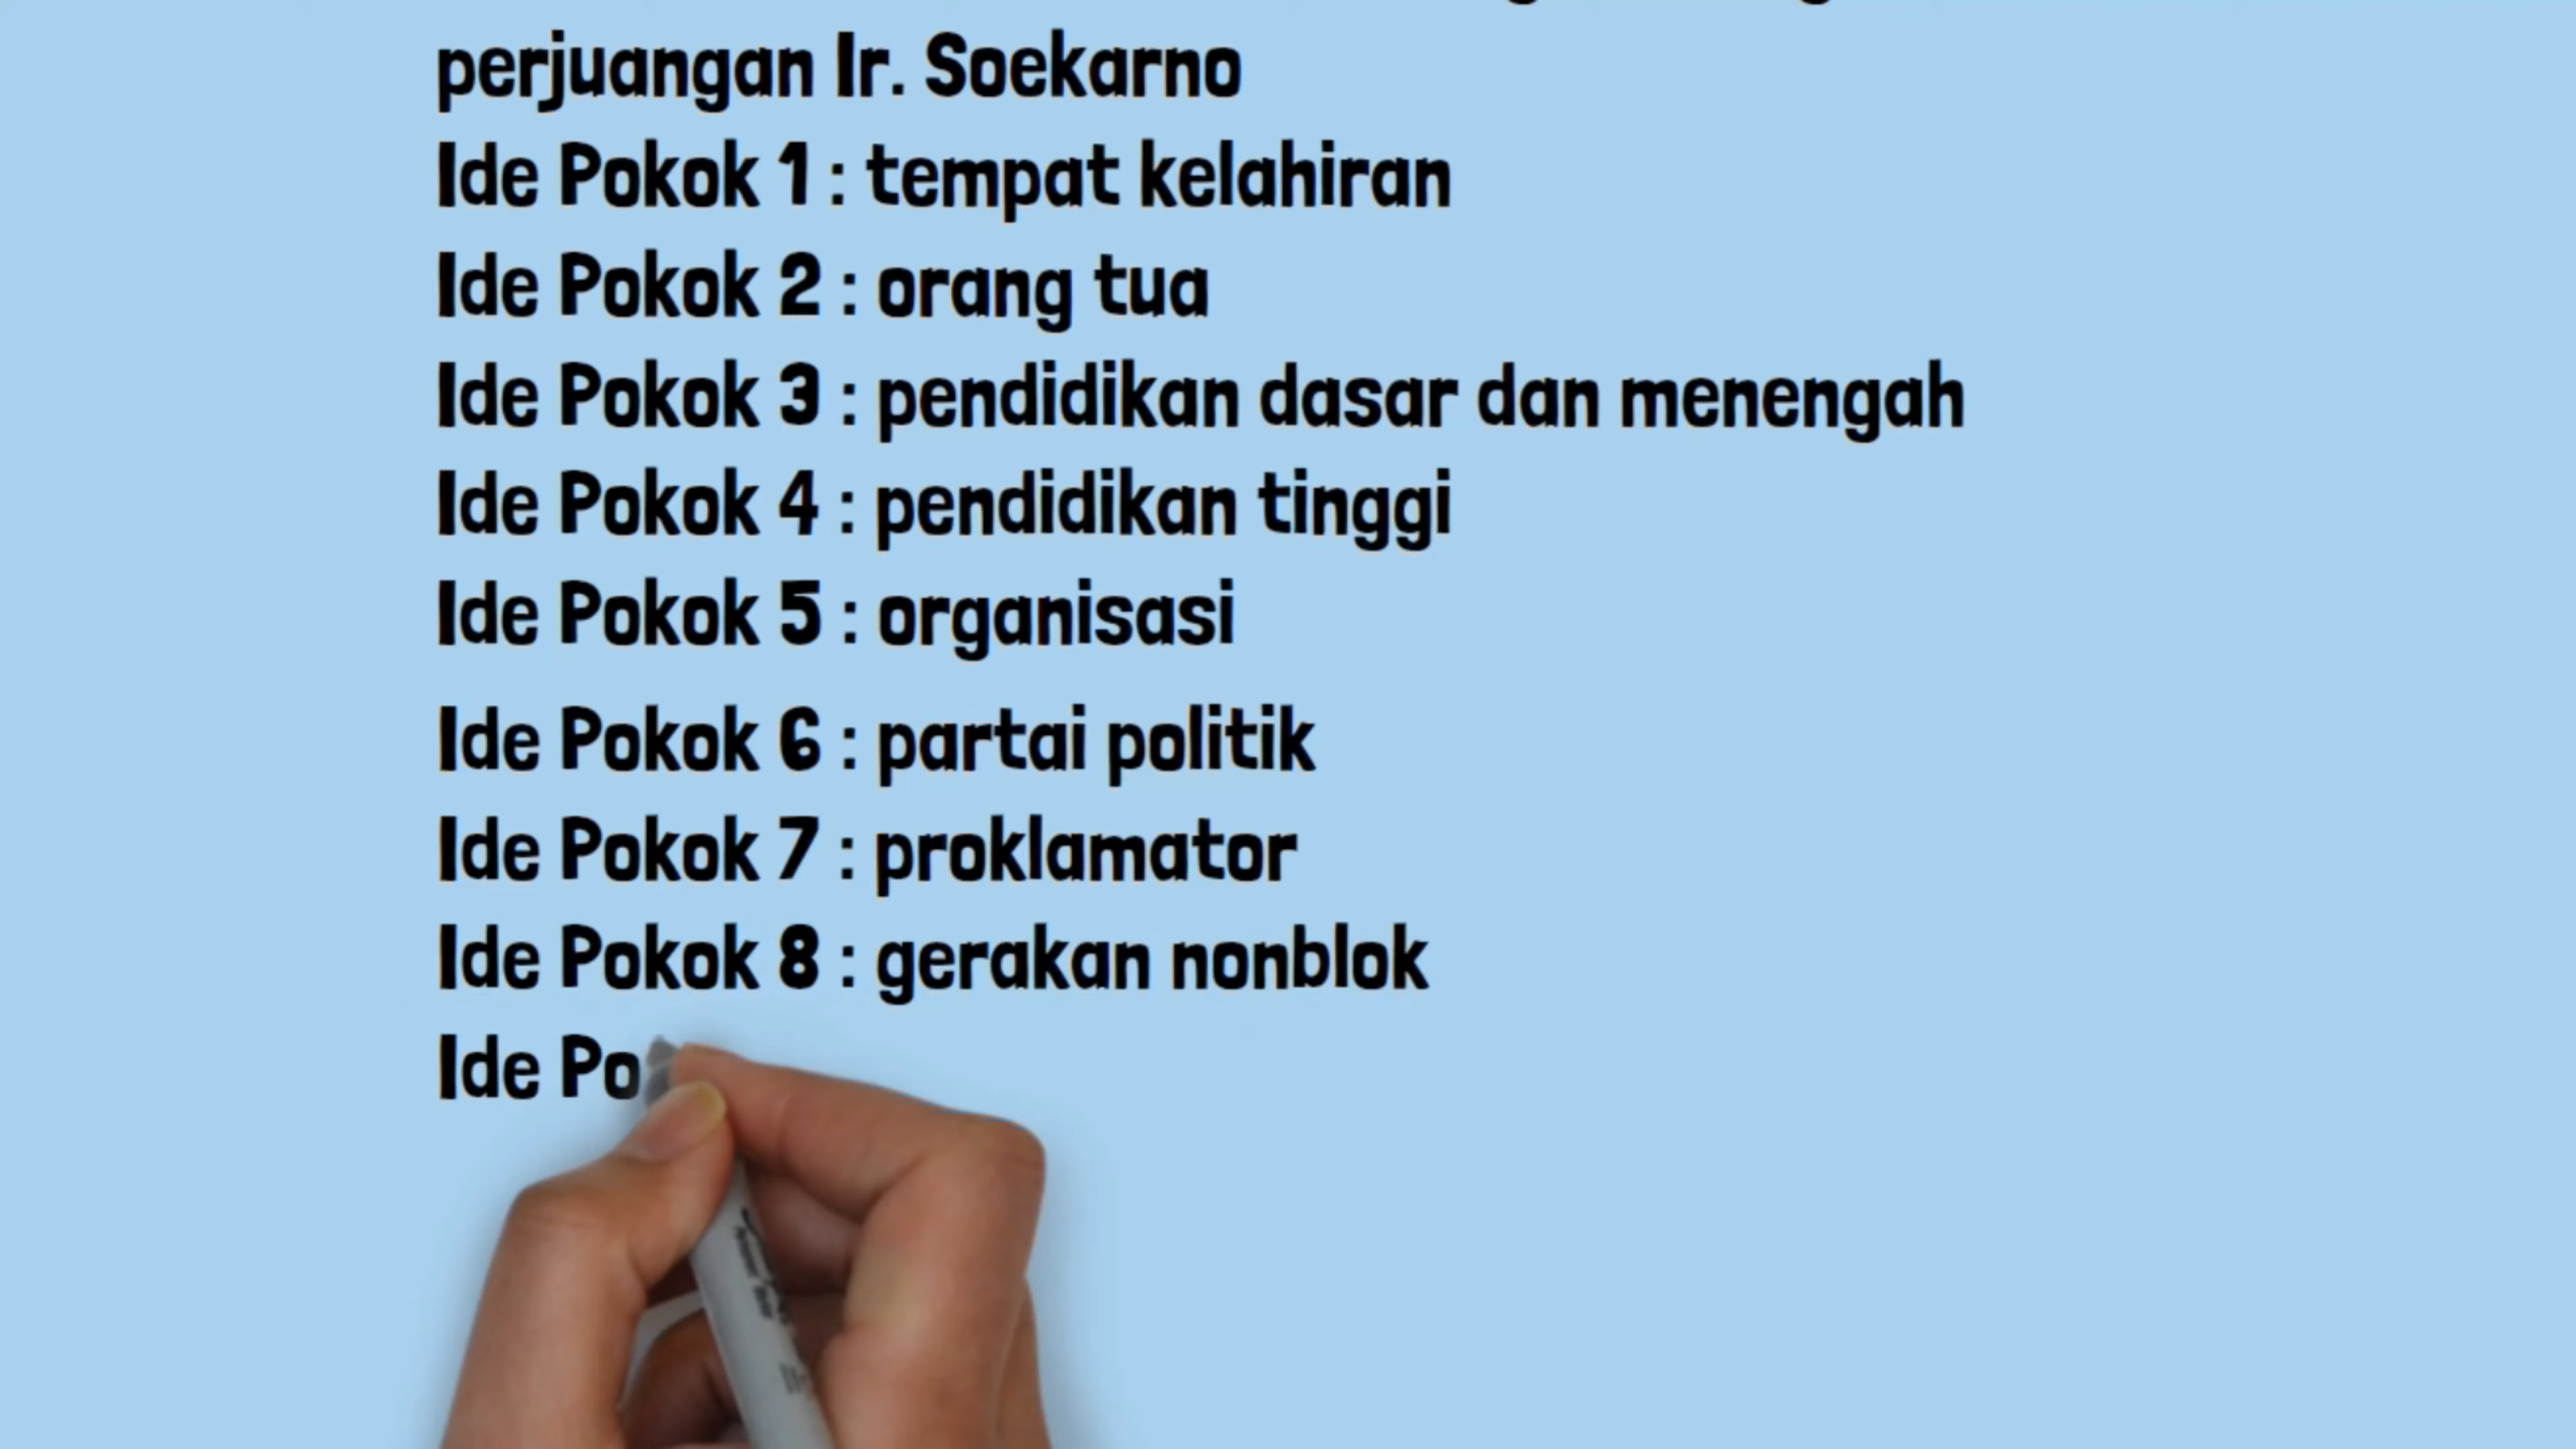 perjuangan Ir. Soekarno
Ide Pokok 1 : tempat kelahiran
Ide Pokok 2 : orang tua
Ide Pokok 3 : pendidikan dasar dan menengah
Ide Pokok 4 : pendidikan tinggi
Ide Pokok 5 : organisasi
Ide Pokok 6 : partai politik
Ide Pokok 7 : proklamator
Ide Pokok 8 : gerakan nonblok
Ide Po